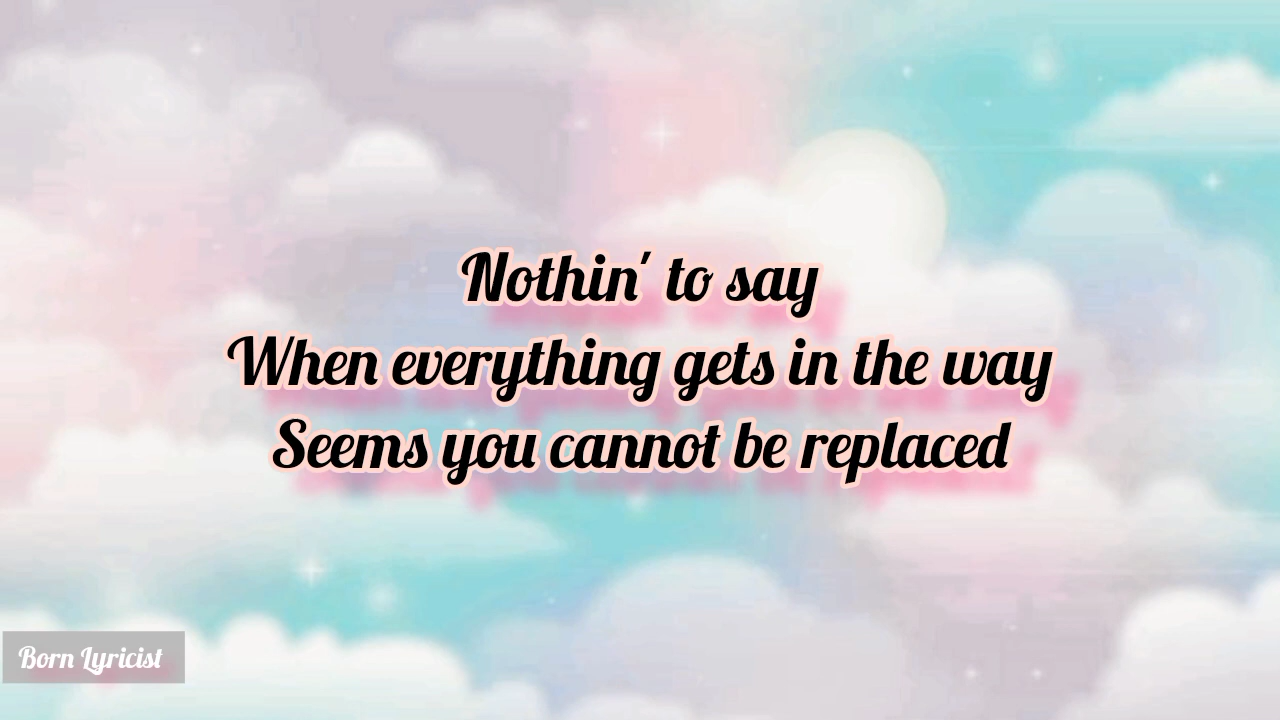 Nothin' to say
When everything gets in the way
Seems you cannot be replaced
Born Lyricist